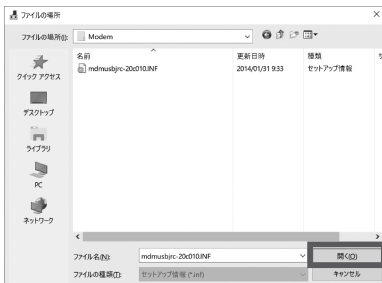 ファイルの場所
ファイルの場所(I):
Modem
名前
更新日時
種類
mdmusbjrc-20c010.INF
2014/01/31 9:33
セットアップ情報
クイック アクセス
デスクトップ
ライブラリ
PC
ネットワーク
ファイル名(N):
mdmusbjrc-20c010.INF
開く(O)
ファイルの種類(T):
セットアップ情報 (*.inf)
キャンセル